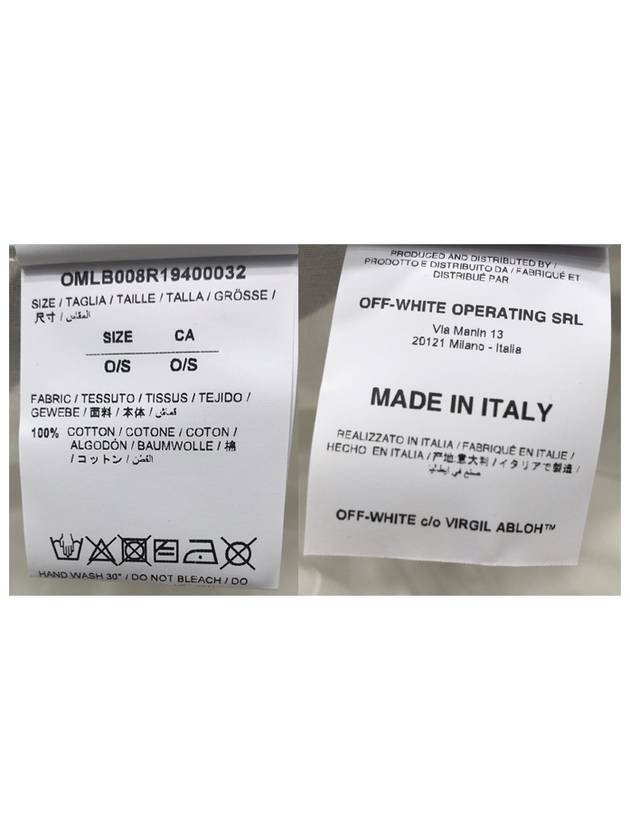 OMLB008R19400032
SIZE / TAGLIA / TAILLE / TALLA / GRÖSSE /
尺寸 / المقاس
SIZE CA
O/S O/S
FABRIC / TESSUTO / TISSUS / TEJIDO /
GEWEBE / 面料 / 本体 / قماش
100% COTTON / COTONE / COTON /
ALGODÓN / BAUMWOLLE / 棉
/ コットン / القطن
HAND WASH 30° / DO NOT BLEACH / DO
PRODUCED AND DISTRIBUTED BY /
PRODOTTO E DISTRIBUITO DA / FABRIQUÉ ET
DISTRIBUÉ PAR
OFF-WHITE OPERATING SRL
Via Manin 13
20121 Milano - Italia
MADE IN ITALY
REALIZZATO IN ITALIA / FABRIQUÉ EN ITALIE /
HECHO EN ITALIA / 产地:意大利 / イタリアで製造 /
صنع في إيطاليا
OFF-WHITE c/o VIRGIL ABLOH™